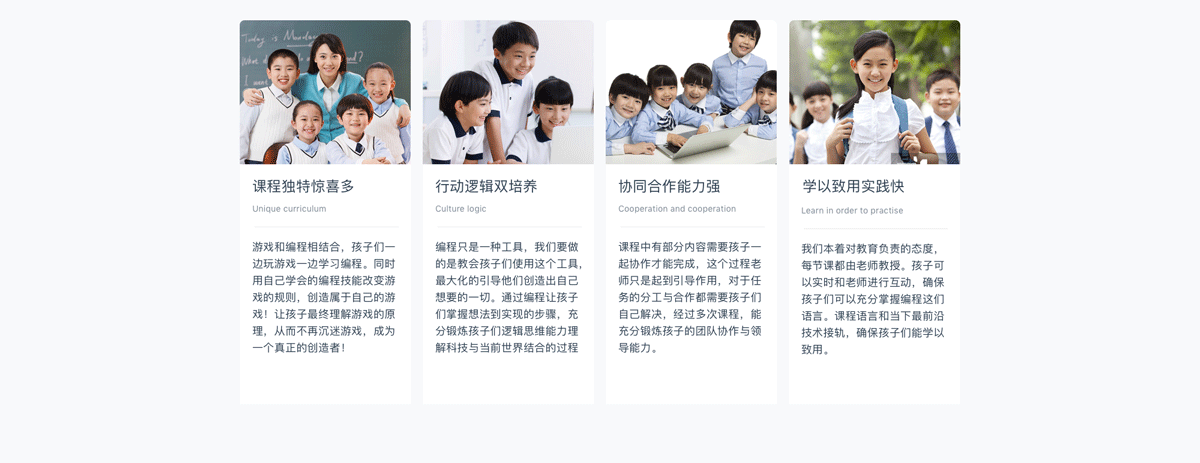 Today is Monday
课程独特惊喜多
Unique curriculum
游戏和编程相结合，孩子们一
边玩游戏一边学习编程。同时
用自己学会的编程技能改变游
戏的规则，创造属于自己的游
戏！让孩子最终理解游戏的原
理，从而不再沉迷游戏，成为
一个真正的创造者！
行动逻辑双培养
Culture logic
编程只是一种工具，我们要做
的是教会孩子们使用这个工具，
最大化的引导他们创造出自己
想要的一切。通过编程让孩子
们掌握想法到实现的步骤，充
分锻炼孩子们逻辑思维能力理
解科技与当前世界结合的过程
协同合作能力强
Cooperation and cooperation
课程中有部分内容需要孩子一
起协作才能完成，这个过程老
师只是起到引导作用，对于任
务的分工与合作都需要孩子们
自己解决，经过多次课程，能
充分锻炼孩子的团队协作与领
导能力。
学以致用实践快
Learn in order to practise
我们本着对教育负责的态度，
每节课都由老师教授。孩子可
以实时和老师进行互动，确保
孩子们可以充分掌握编程这们
语言。课程语言和当下最前沿
技术接轨，确保孩子们能学以
致用。